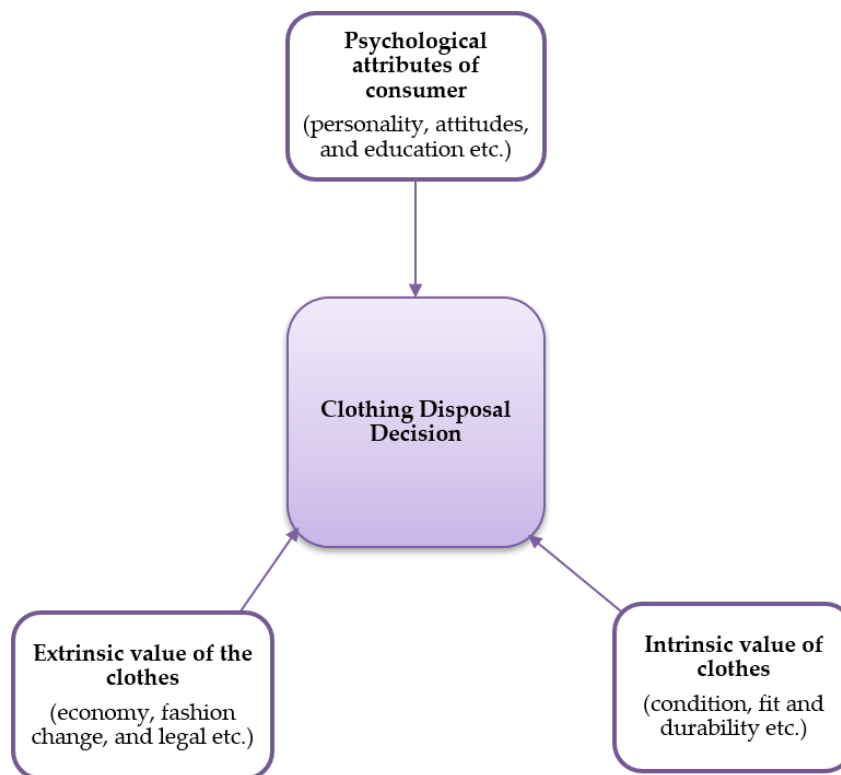 Psychological
attributes of
consumer
(personality, attitudes,
and education etc.)
Clothing Disposal
Decision
Extrinsic value of the
clothes
(economy, fashion
change, and legal etc.)
Intrinsic value of
clothes
(condition, fit and
durability etc.)